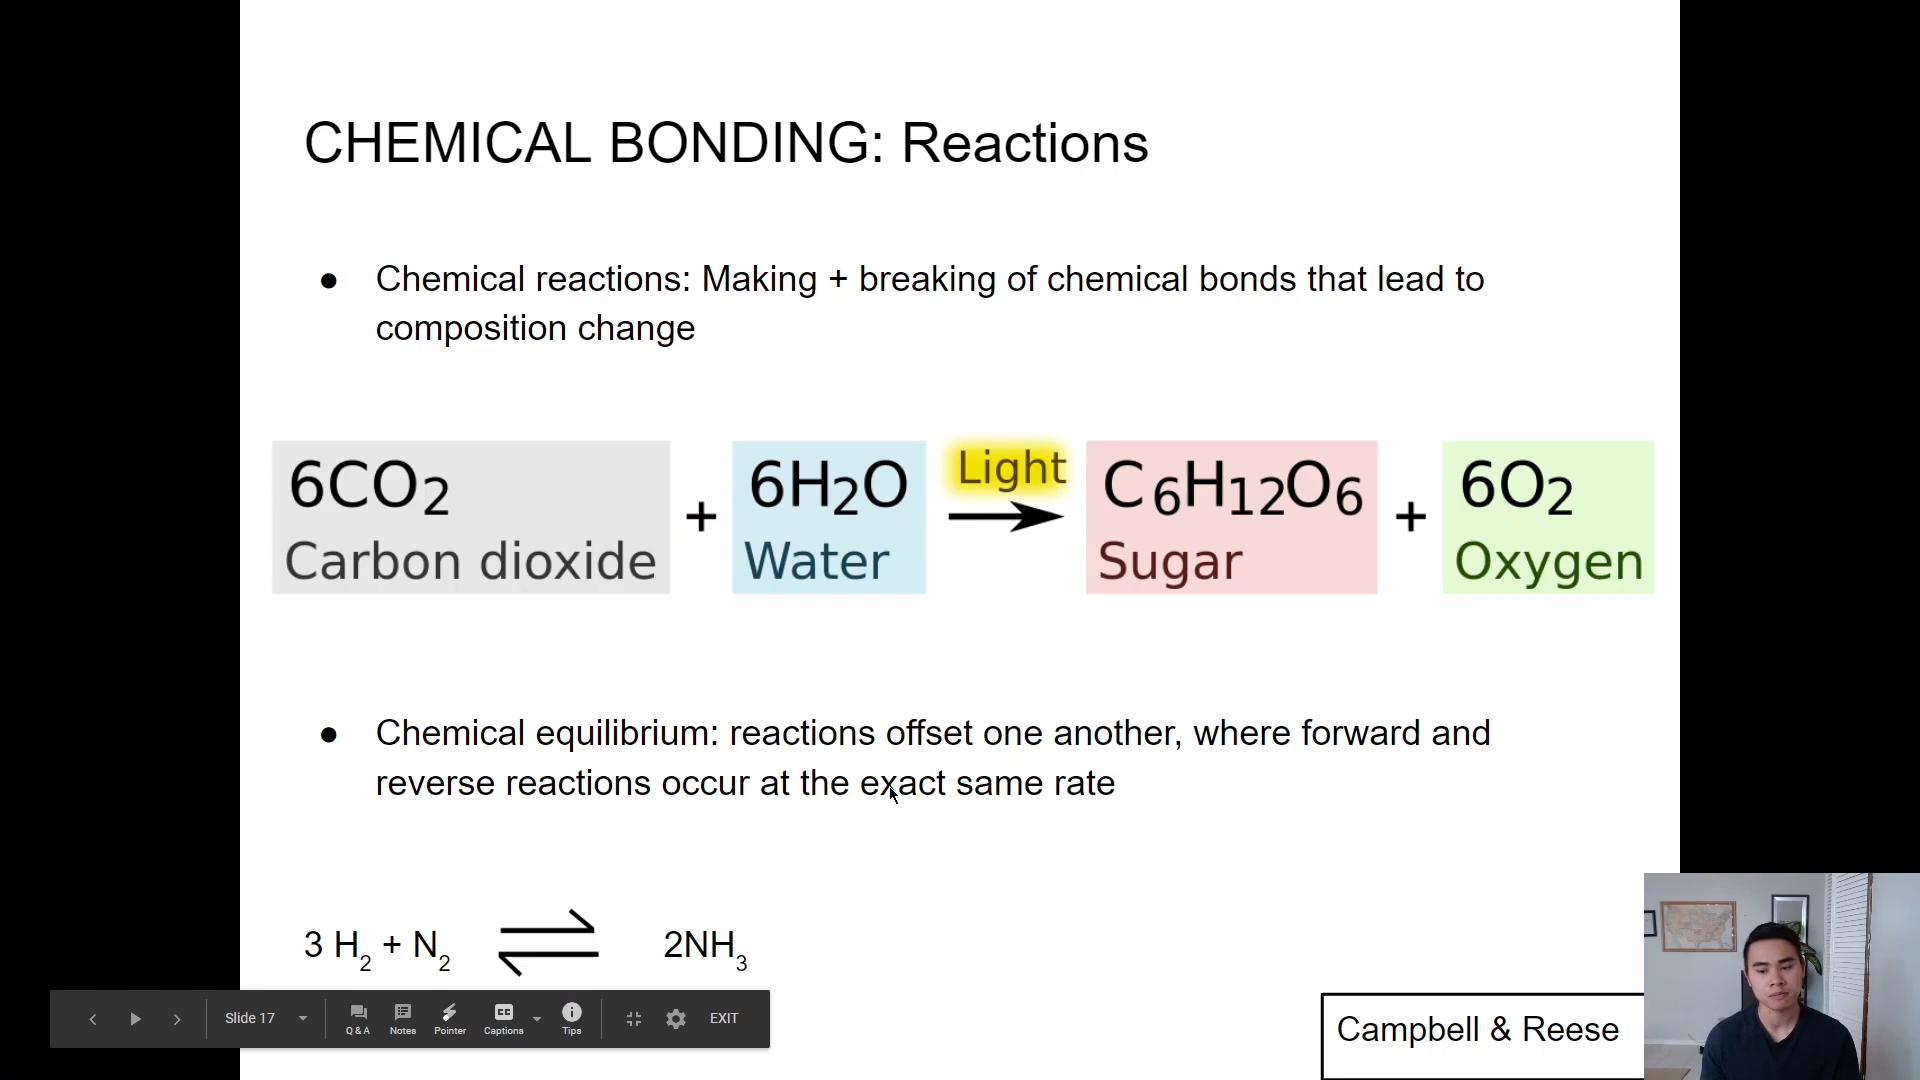 CHEMICAL BONDING: Reactions
● Chemical reactions: Making + breaking of chemical bonds that lead to
composition change
6CO₂ + 6H₂O Light → C₆H₁₂O₆ + 6O₂
Carbon dioxide Water Sugar Oxygen
● Chemical equilibrium: reactions offset one another, where forward and
reverse reactions occur at the exact same rate
3 H₂ + N₂ ⇌ 2NH₃
Slide 17 Q & A Notes Pointer CC Captions Tips EXIT
Campbell & Reese